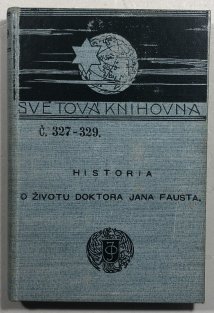 SVĚTOVÁ KNIHOVNA
Č. 327-329.
HISTORIA
O ŽIVOTU DOKTORA JANA FAUSTA.